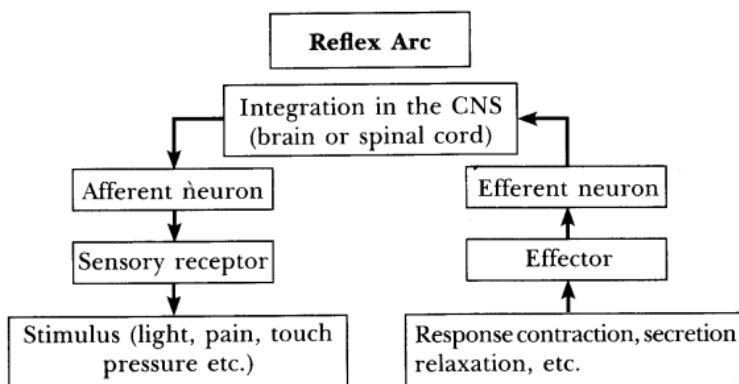 Reflex Arc
Integration in the CNS
(brain or spinal cord)
Afferent neuron
Efferent neuron
Sensory receptor
Effector
Stimulus (light, pain, touch
pressure etc.)
Response contraction, secretion
relaxation, etc.